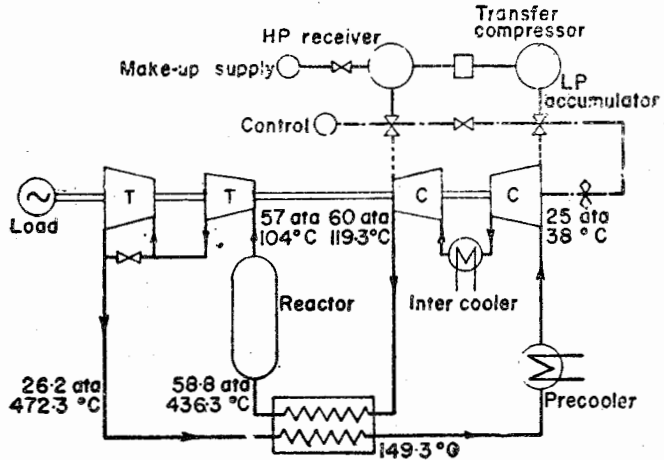 Transfer
compressor
HP receiver
Make-up supply
LP
accumulator
Control
T
T
C
C
Load
57 ata
104°C
60 ata
119.3°C
25 ata
38 °C
Inter cooler
Reactor
26.2 ata
472.3 °C
58.8 ata
436.3 °C
Precooler
149.3°C